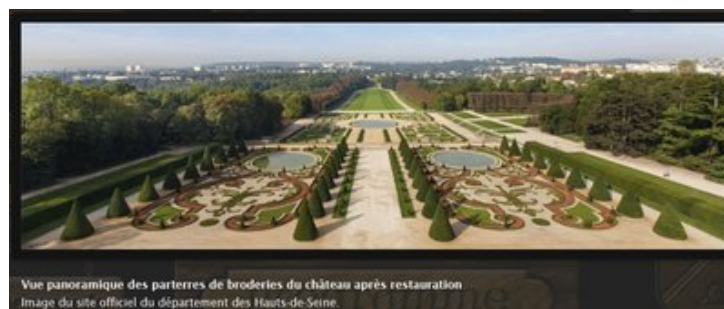 Vue panoramique des parterres de broderies du château après restauration
Image du site officiel du département des Hauts-de-Seine.